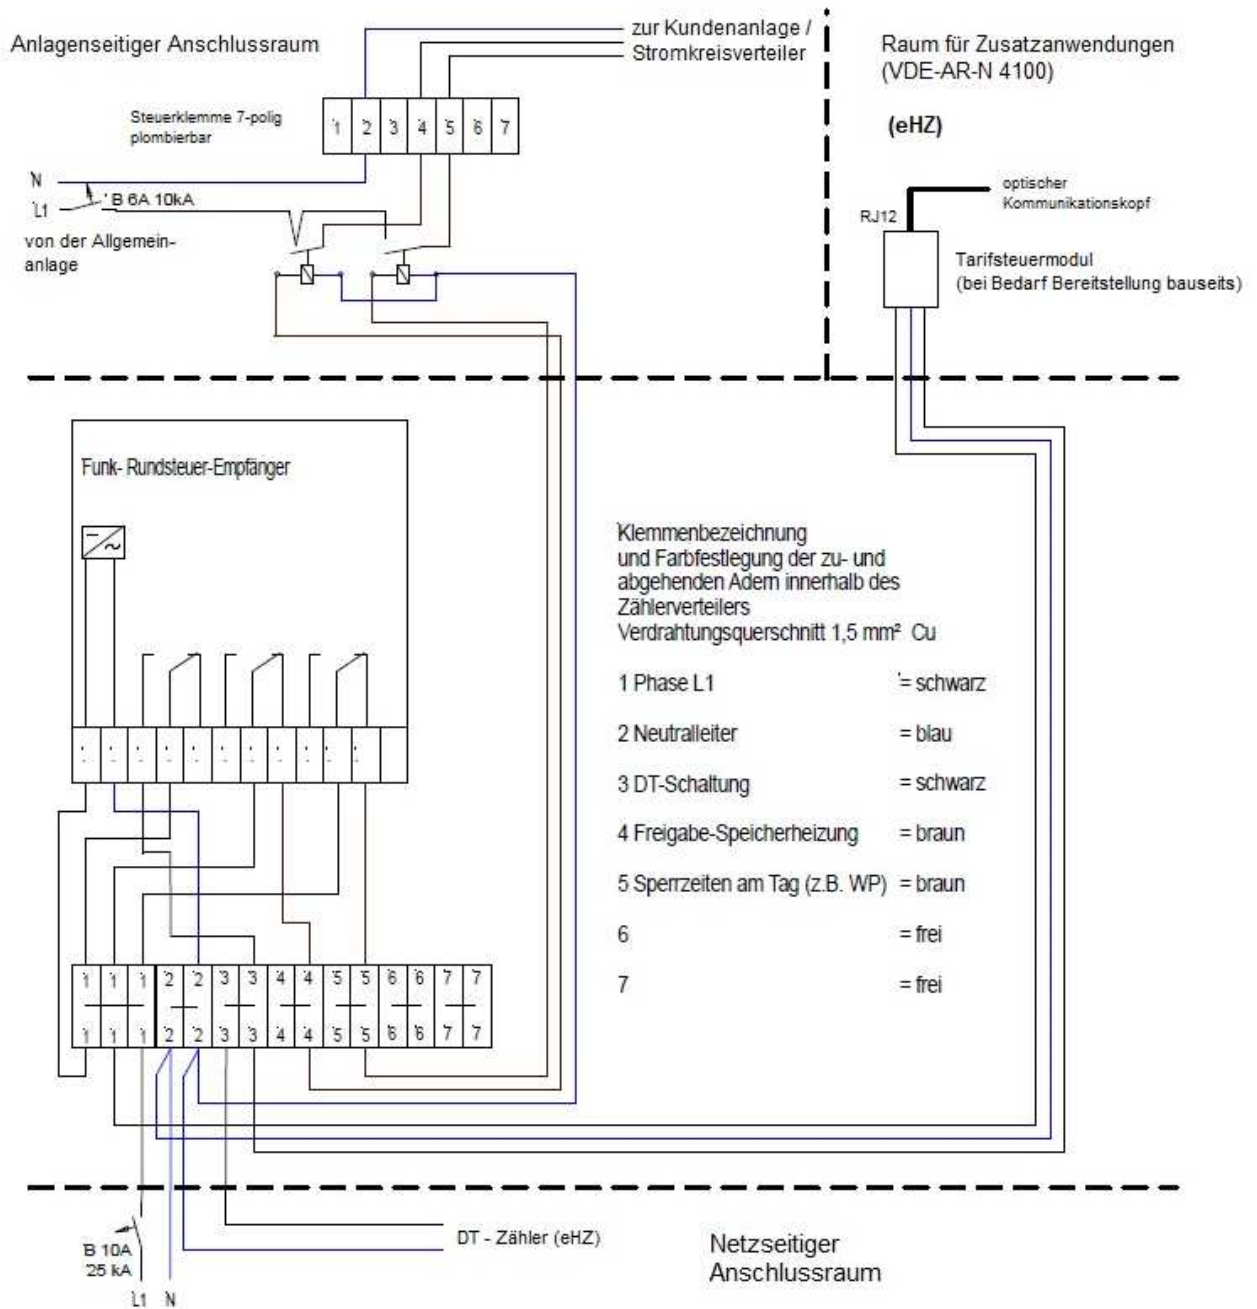 Anlagenseitiger Anschlussraum
zur Kundenanlage /
Stromkreisverteiler
Raum für Zusatzanwendungen
(VDE-AR-N 4100)
(eHZ)
Steuerklemme 7-polig
plombierbar
1 2 3 4 5 6 7
N
L1
B 6A 10kA
von der Allgemein-
anlage
optischer
Kommunikationskopf
RJ12
Tarifsteuermodul
(bei Bedarf Bereitstellung bauseits)
Funk- Rundsteuer-Empfänger
Klemmenbezeichnung
und Farbfestlegung der zu- und
abgehenden Adern innerhalb des
Zählerverteilers
Verdrahtungsquerschnitt 1,5 mm² Cu
1 Phase L1 = schwarz
2 Neutralleiter = blau
3 DT-Schaltung = schwarz
4 Freigabe-Speicherheizung = braun
5 Sperrzeiten am Tag (z.B. WP) = braun
6 = frei
7 = frei
1 1 1 2 2 3 3 4 4 5 5 6 6 7 7
1 1 1 2 2 3 3 4 4 5 5 6 6 7 7
B 10A
25 kA
L1 N
DT - Zähler (eHZ)
Netzseitiger
Anschlussraum